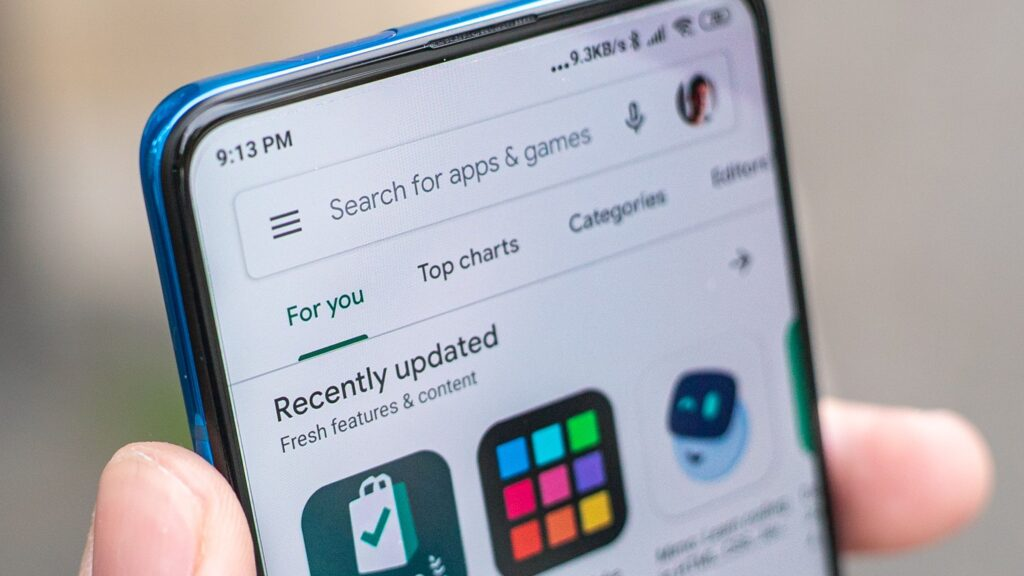 9:13 PM ...9.3KB/s
Search for apps & games
For you Top charts Categories Editors
Recently updated
Fresh features & content